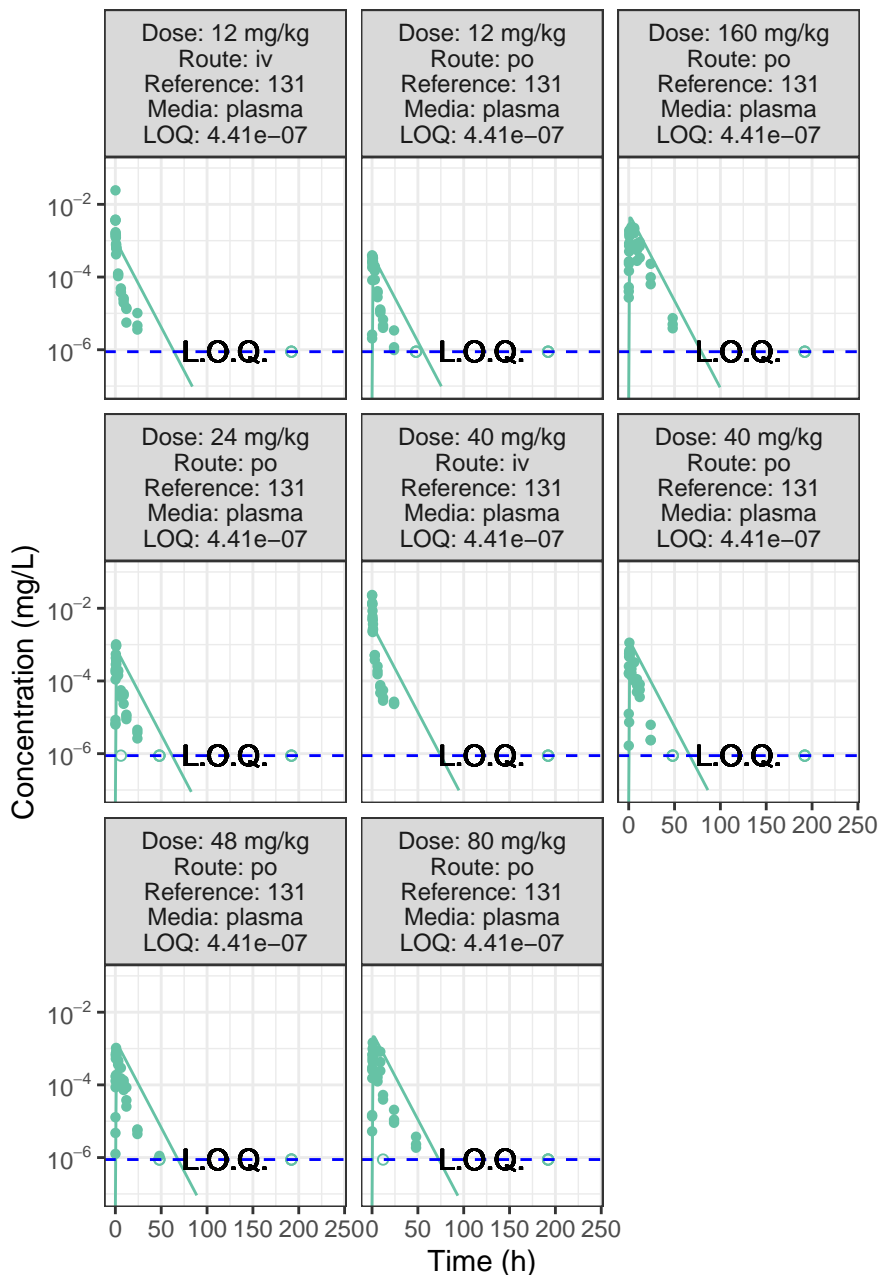 Dose: 12 mg/kg
Route: iv
Reference: 131
Media: plasma
LOQ: 4.41e−07
Dose: 12 mg/kg
Route: po
Reference: 131
Media: plasma
LOQ: 4.41e−07
Dose: 160 mg/kg
Route: po
Reference: 131
Media: plasma
LOQ: 4.41e−07
10⁻²
10⁻⁴
10⁻⁶
L.O.Q.
L.O.Q.
L.O.Q.
Dose: 24 mg/kg
Route: po
Reference: 131
Media: plasma
LOQ: 4.41e−07
Dose: 40 mg/kg
Route: iv
Reference: 131
Media: plasma
LOQ: 4.41e−07
Dose: 40 mg/kg
Route: po
Reference: 131
Media: plasma
LOQ: 4.41e−07
Concentration (mg/L)
10⁻²
10⁻⁴
10⁻⁶
L.O.Q.
L.O.Q.
L.O.Q.
0 50 100 150 200 250
Dose: 48 mg/kg
Route: po
Reference: 131
Media: plasma
LOQ: 4.41e−07
Dose: 80 mg/kg
Route: po
Reference: 131
Media: plasma
LOQ: 4.41e−07
10⁻²
10⁻⁴
10⁻⁶
L.O.Q.
L.O.Q.
0 50 100 150 200 250
0 50 100 150 200 250
Time (h)